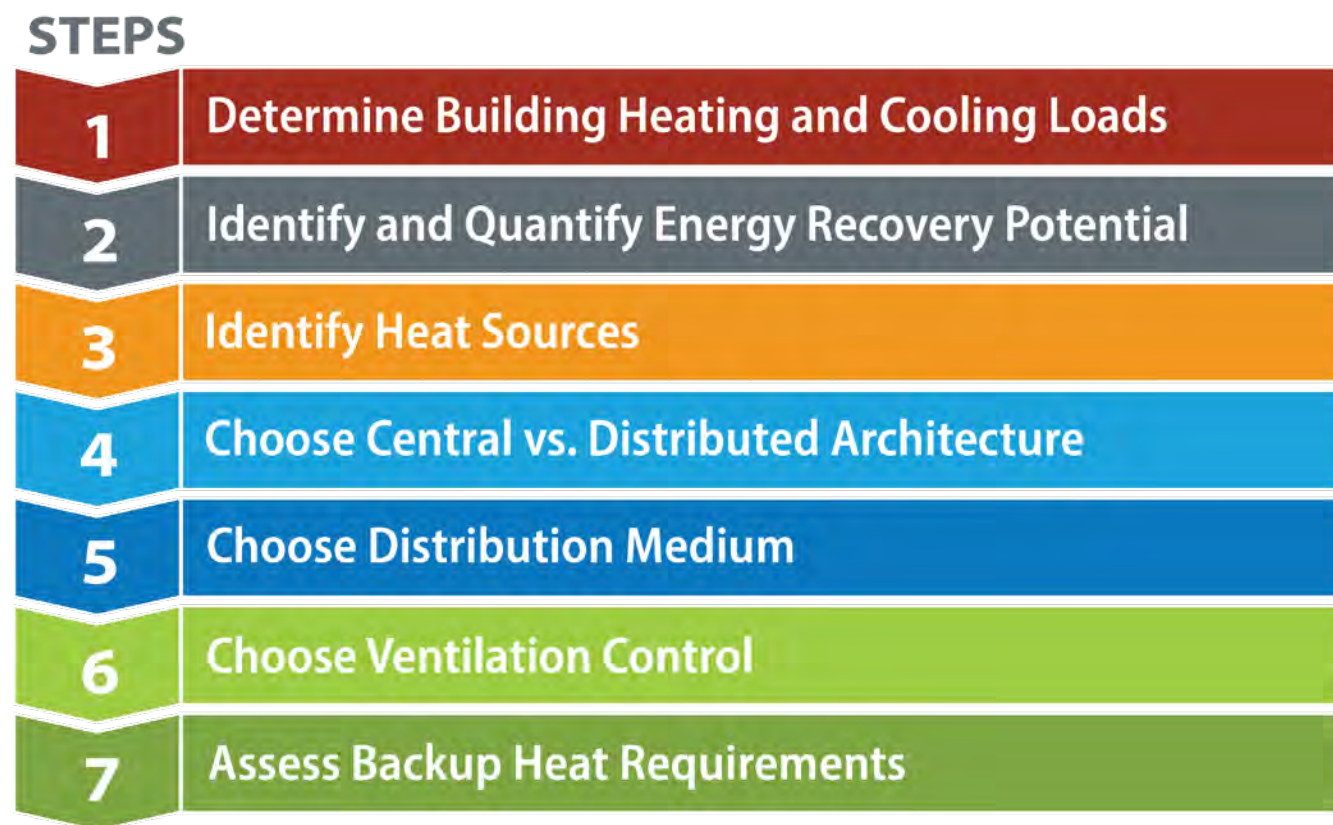 STEPS
1 Determine Building Heating and Cooling Loads
2 Identify and Quantify Energy Recovery Potential
3 Identify Heat Sources
4 Choose Central vs. Distributed Architecture
5 Choose Distribution Medium
6 Choose Ventilation Control
7 Assess Backup Heat Requirements